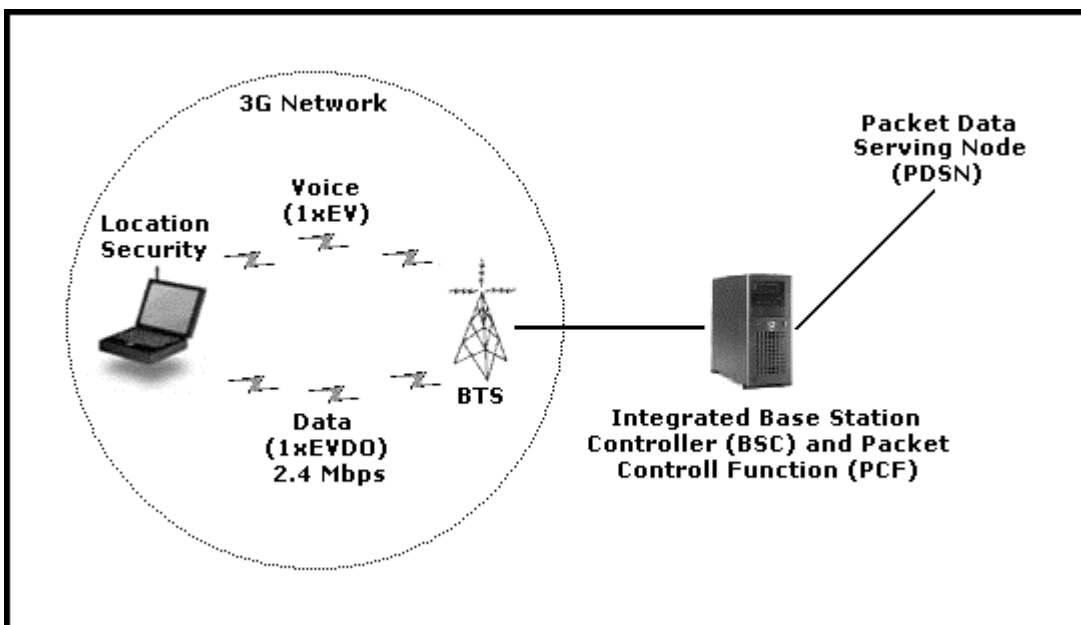 3G Network
Voice
(1xEV)
Location
Security
BTS
Data
(1xEVDO)
2.4 Mbps
Packet Data
Serving Node
(PDSN)
Integrated Base Station
Controller (BSC) and Packet
Controll Function (PCF)